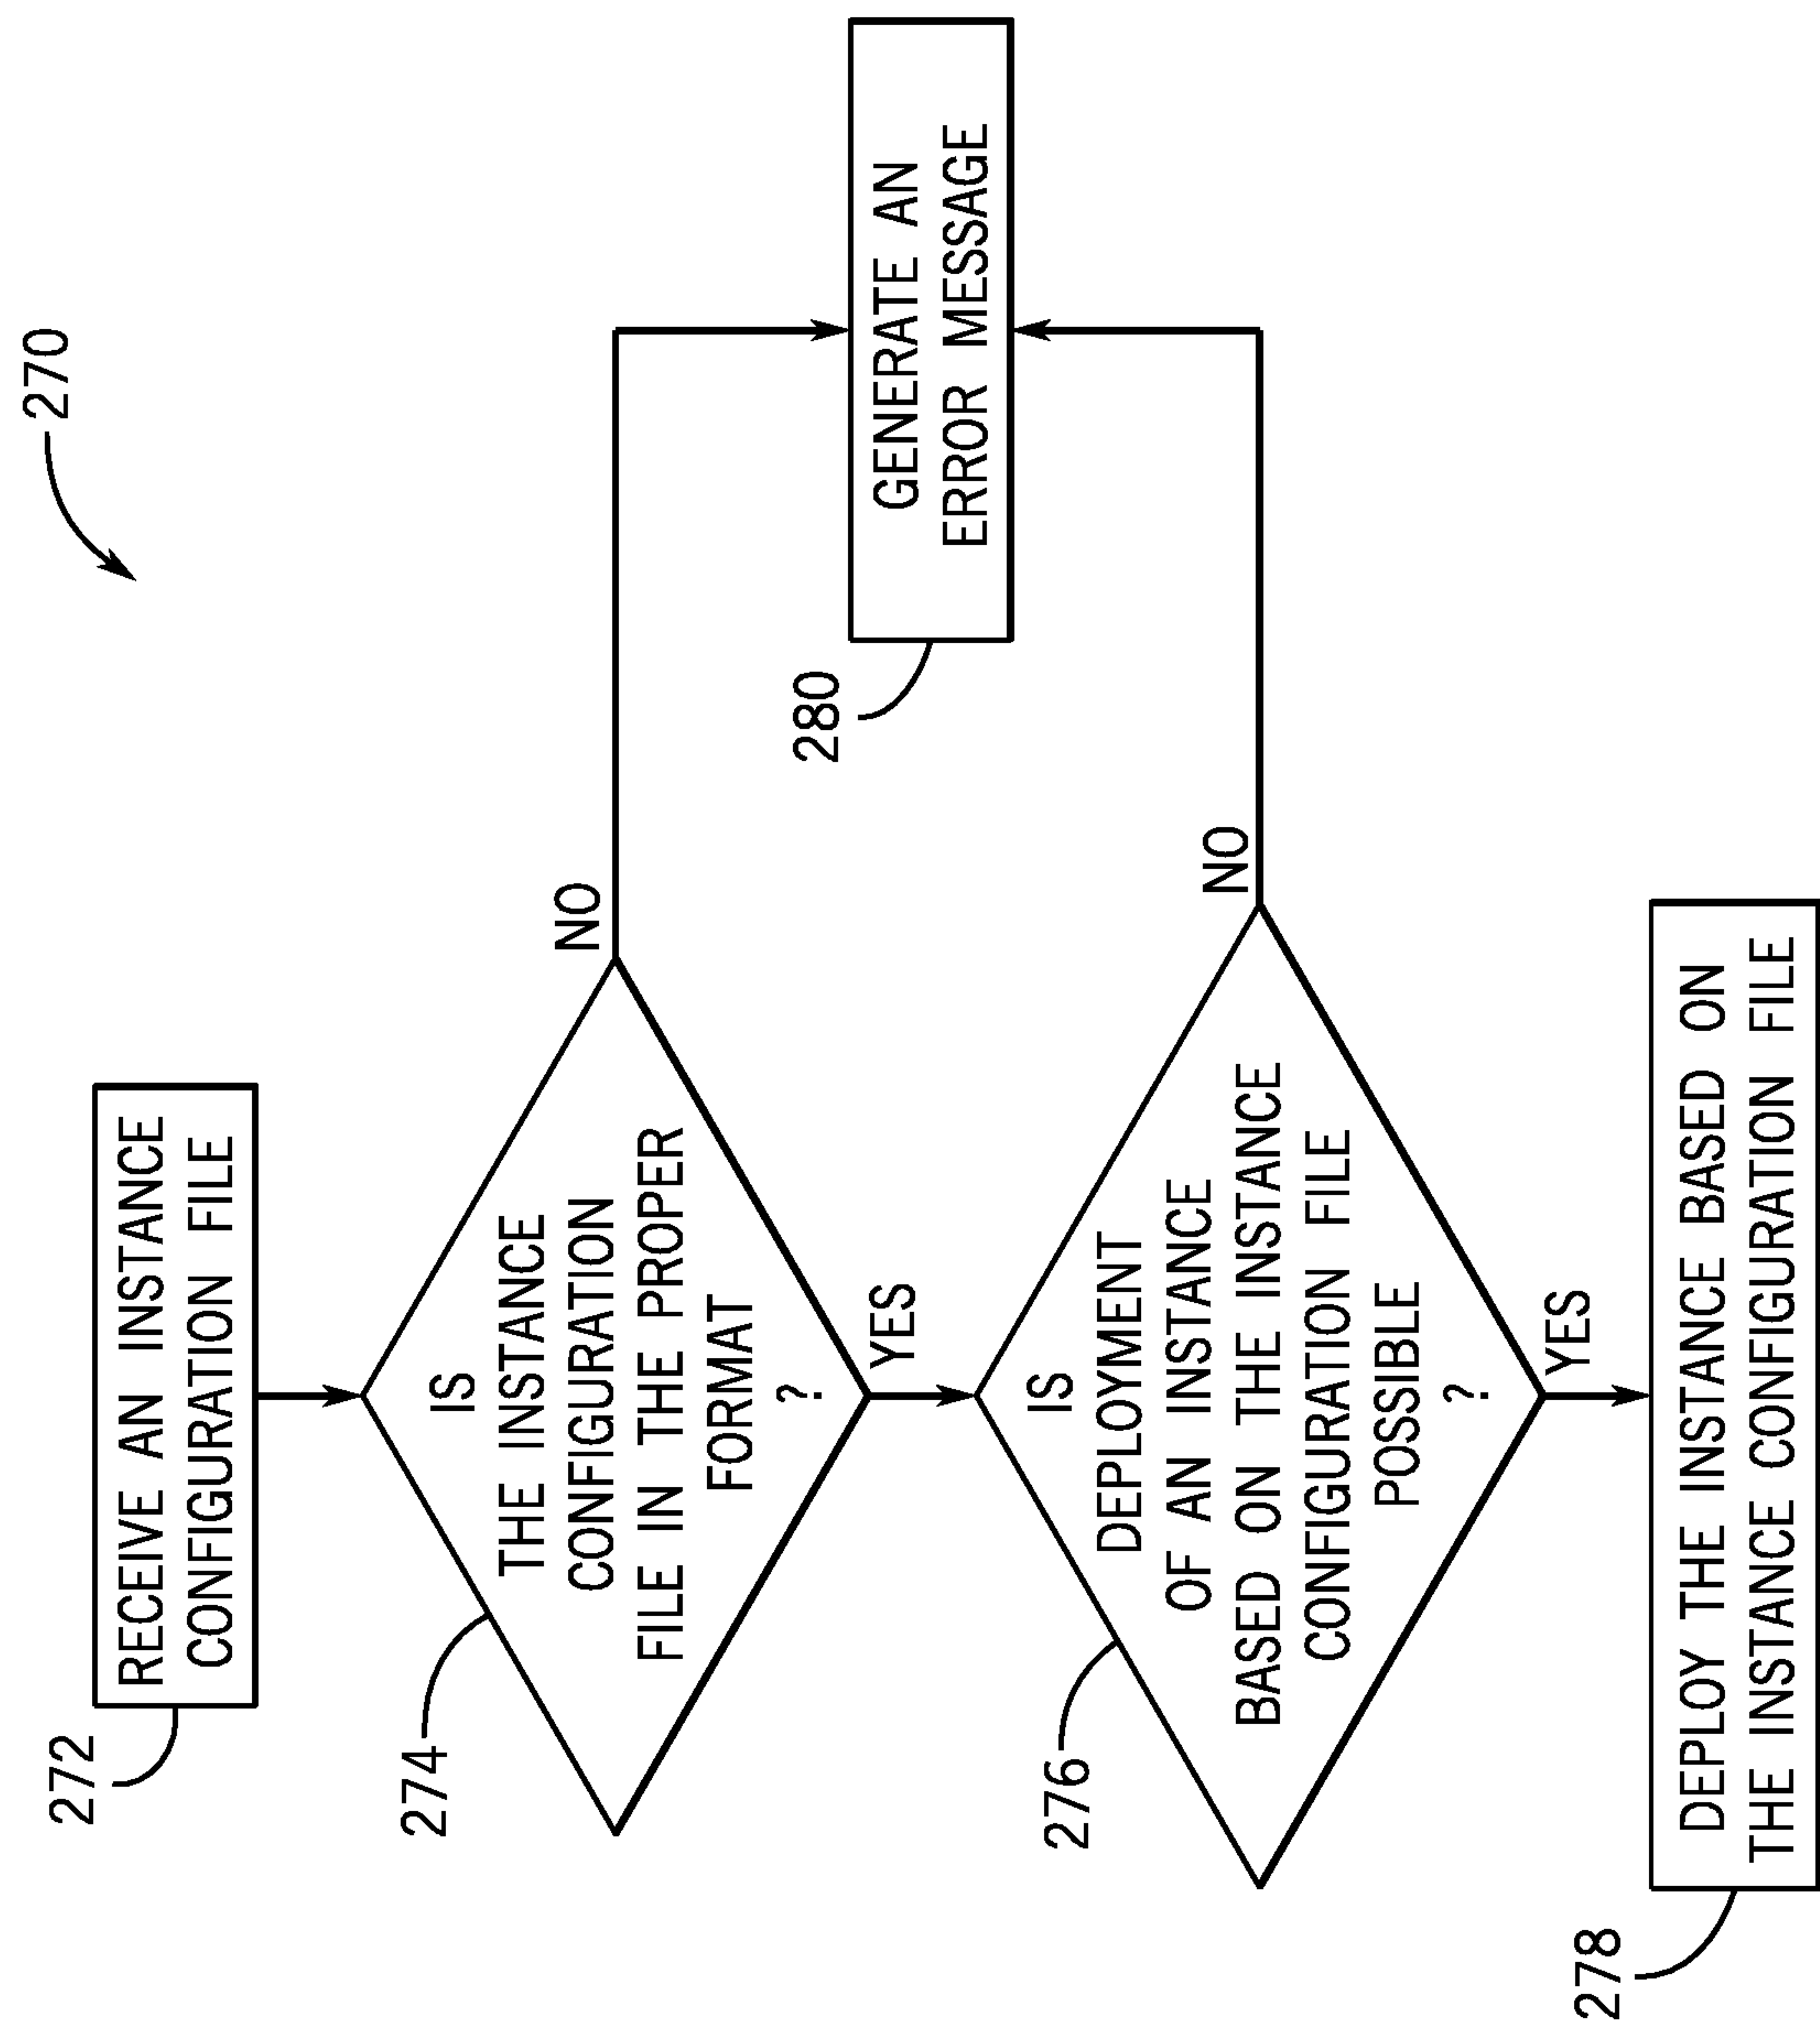 270
272
RECEIVE AN INSTANCE
CONFIGURATION FILE
274
IS
THE INSTANCE
CONFIGURATION
FILE IN THE PROPER
FORMAT
?
NO
YES
280
GENERATE AN
ERROR MESSAGE
276
IS
DEPLOYMENT
OF AN INSTANCE
BASED ON THE INSTANCE
CONFIGURATION FILE
POSSIBLE
?
NO
YES
278
DEPLOY THE INSTANCE BASED ON
THE INSTANCE CONFIGURATION FILE